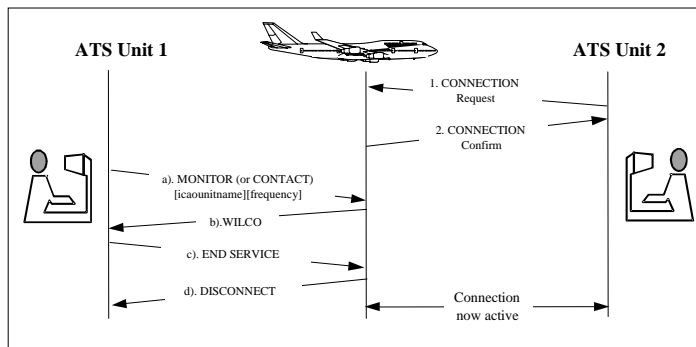 ATS Unit 1
ATS Unit 2
1. CONNECTION
Request
2. CONNECTION
Confirm
a). MONITOR (or CONTACT)
[icaounitname][frequency]
b).WILCO
c). END SERVICE
d). DISCONNECT
Connection
now active